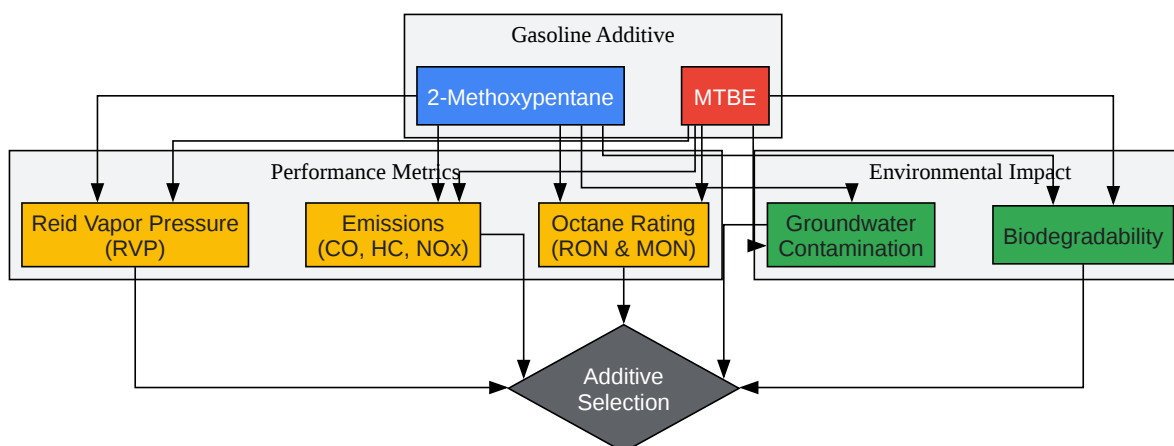 Gasoline Additive
2-Methoxypentane
MTBE
Performance Metrics
Environmental Impact
Reid Vapor Pressure
(RVP)
Emissions
(CO, HC, NOx)
Octane Rating
(RON & MON)
Groundwater
Contamination
Biodegradability
Additive
Selection